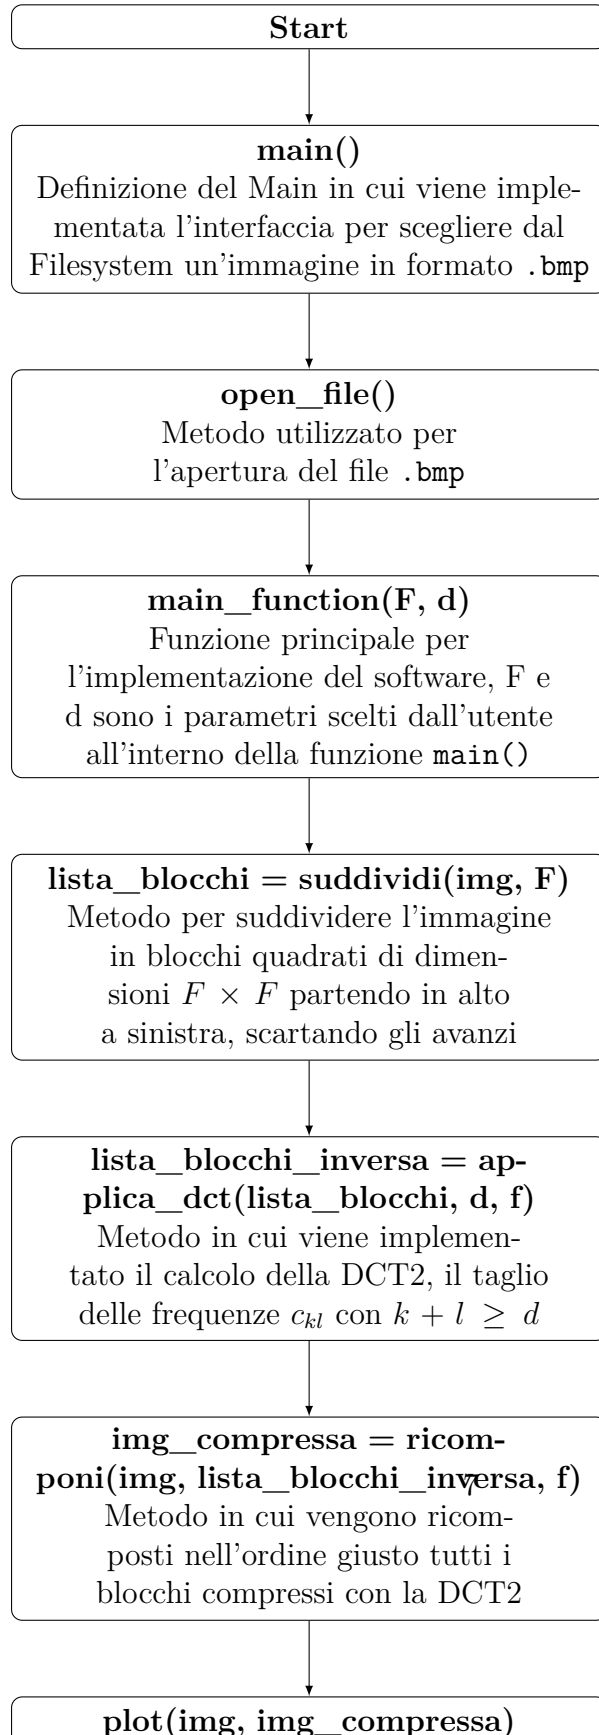 Start
main()
Definizione del Main in cui viene imple-
mentata l'interfaccia per scegliere dal
Filesystem un'immagine in formato .bmp
open_file()
Metodo utilizzato per
l'apertura del file .bmp
main_function(F, d)
Funzione principale per
l'implementazione del software, F e
d sono i parametri scelti dall'utente
all'interno della funzione main()
lista_blocchi = suddividi(img, F)
Metodo per suddividere l'immagine
in blocchi quadrati di dimen-
sioni F × F partendo in alto
a sinistra, scartando gli avanzi
lista_blocchi_inversa = ap-
plica_dct(lista_blocchi, d, f)
Metodo in cui viene implemen-
tato il calcolo della DCT2, il taglio
delle frequenze cₖₗ con k + l ≥ d
img_compressa = ricom-
poni(img, lista_blocchi_inversa, f)
7
Metodo in cui vengono ricom-
posti nell'ordine giusto tutti i
blocchi compressi con la DCT2
plot(img, img_compressa)